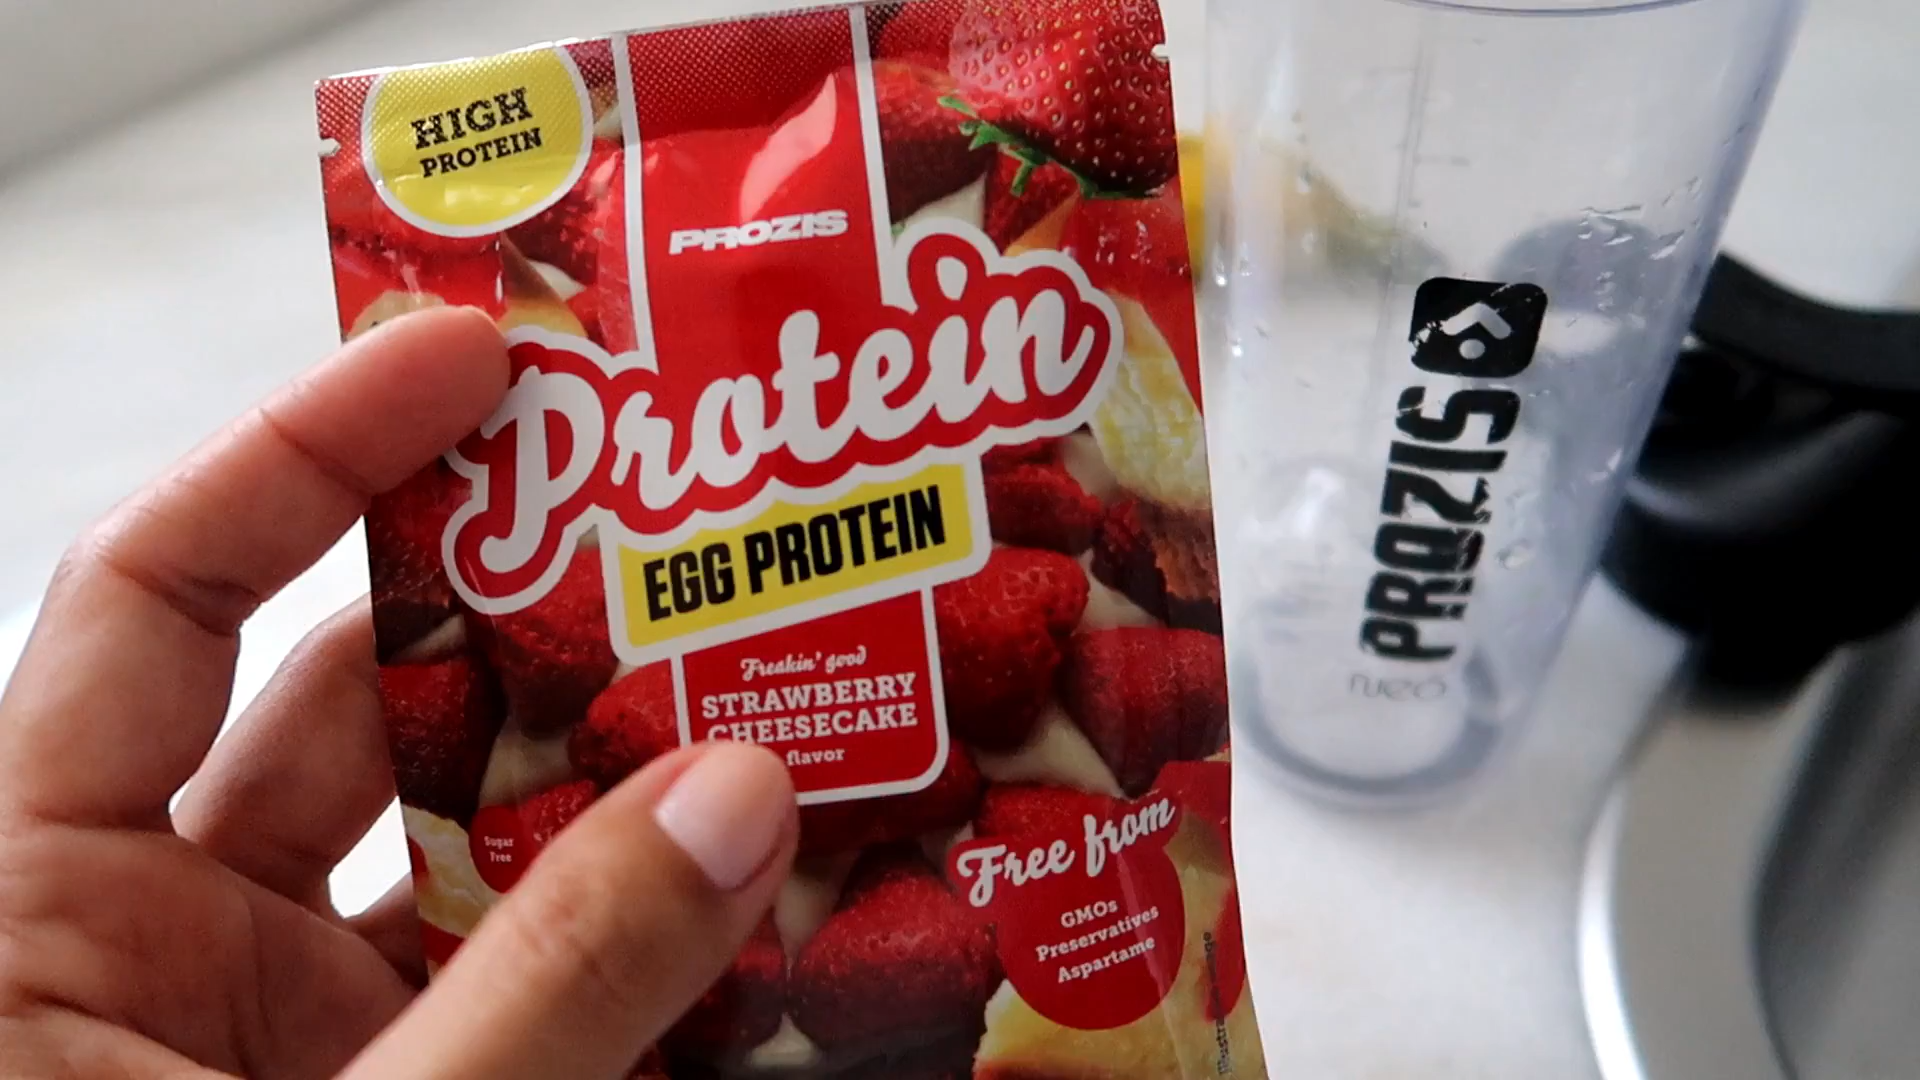 HIGH
PROTEIN
PROZIS
Protein
EGG PROTEIN
Freakin' good
STRAWBERRY
CHEESECAKE
flavor
Sugar
Free
Free from
GMOs
Preservatives
Aspartame
PROZIS